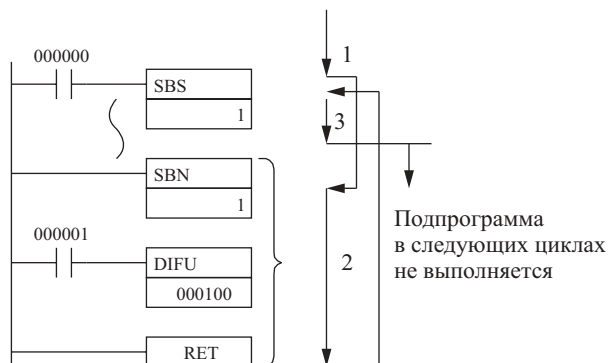 000000
SBS
1
SBN
1
000001
DIFU
000100
RET
1
3
2
Подпрограмма
в следующих циклах
не выполняется